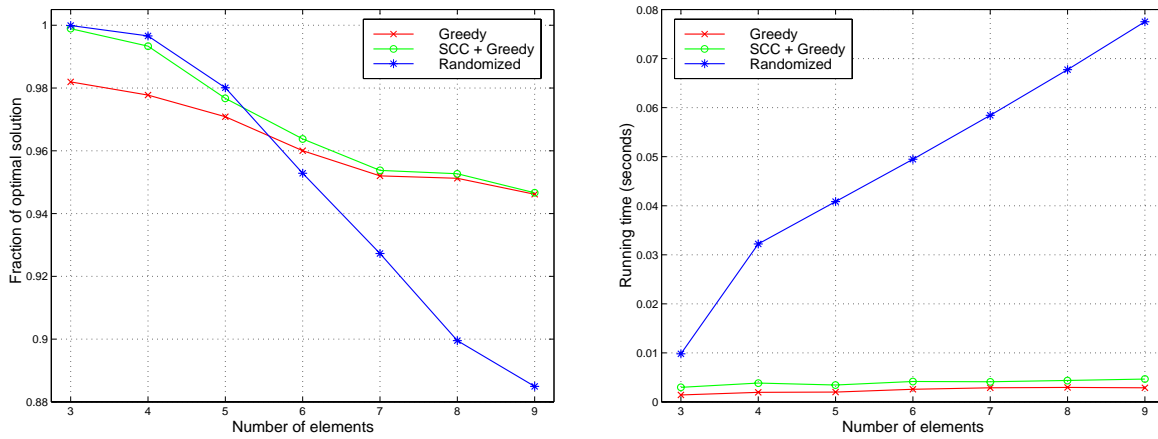 1
0.98
0.96
0.94
0.92
0.9
0.88
Fraction of optimal solution
3 4 5 6 7 8 9
Number of elements
Greedy
SCC + Greedy
Randomized
0.08
0.07
0.06
0.05
0.04
0.03
0.02
0.01
0
Running time (seconds)
3 4 5 6 7 8 9
Number of elements
Greedy
SCC + Greedy
Randomized